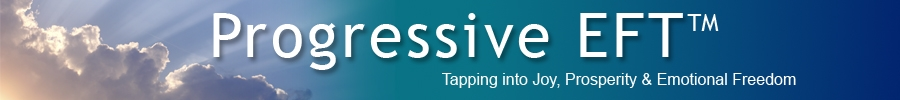 Progressive EFT™
Tapping into Joy, Prosperity & Emotional Freedom